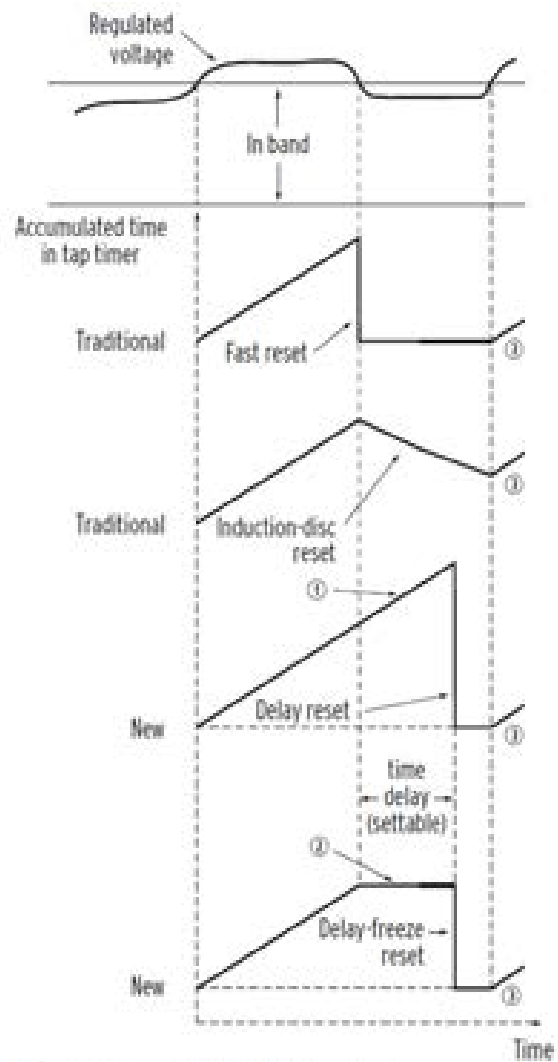 Regulated
voltage
In band
Accumulated time
in tap timer
Traditional
Fast reset
③
③
Traditional
Induction-disc
reset
①
Delay reset
New
③
time
delay
(settable)
②
Delay-freeze
reset
New
③
Time